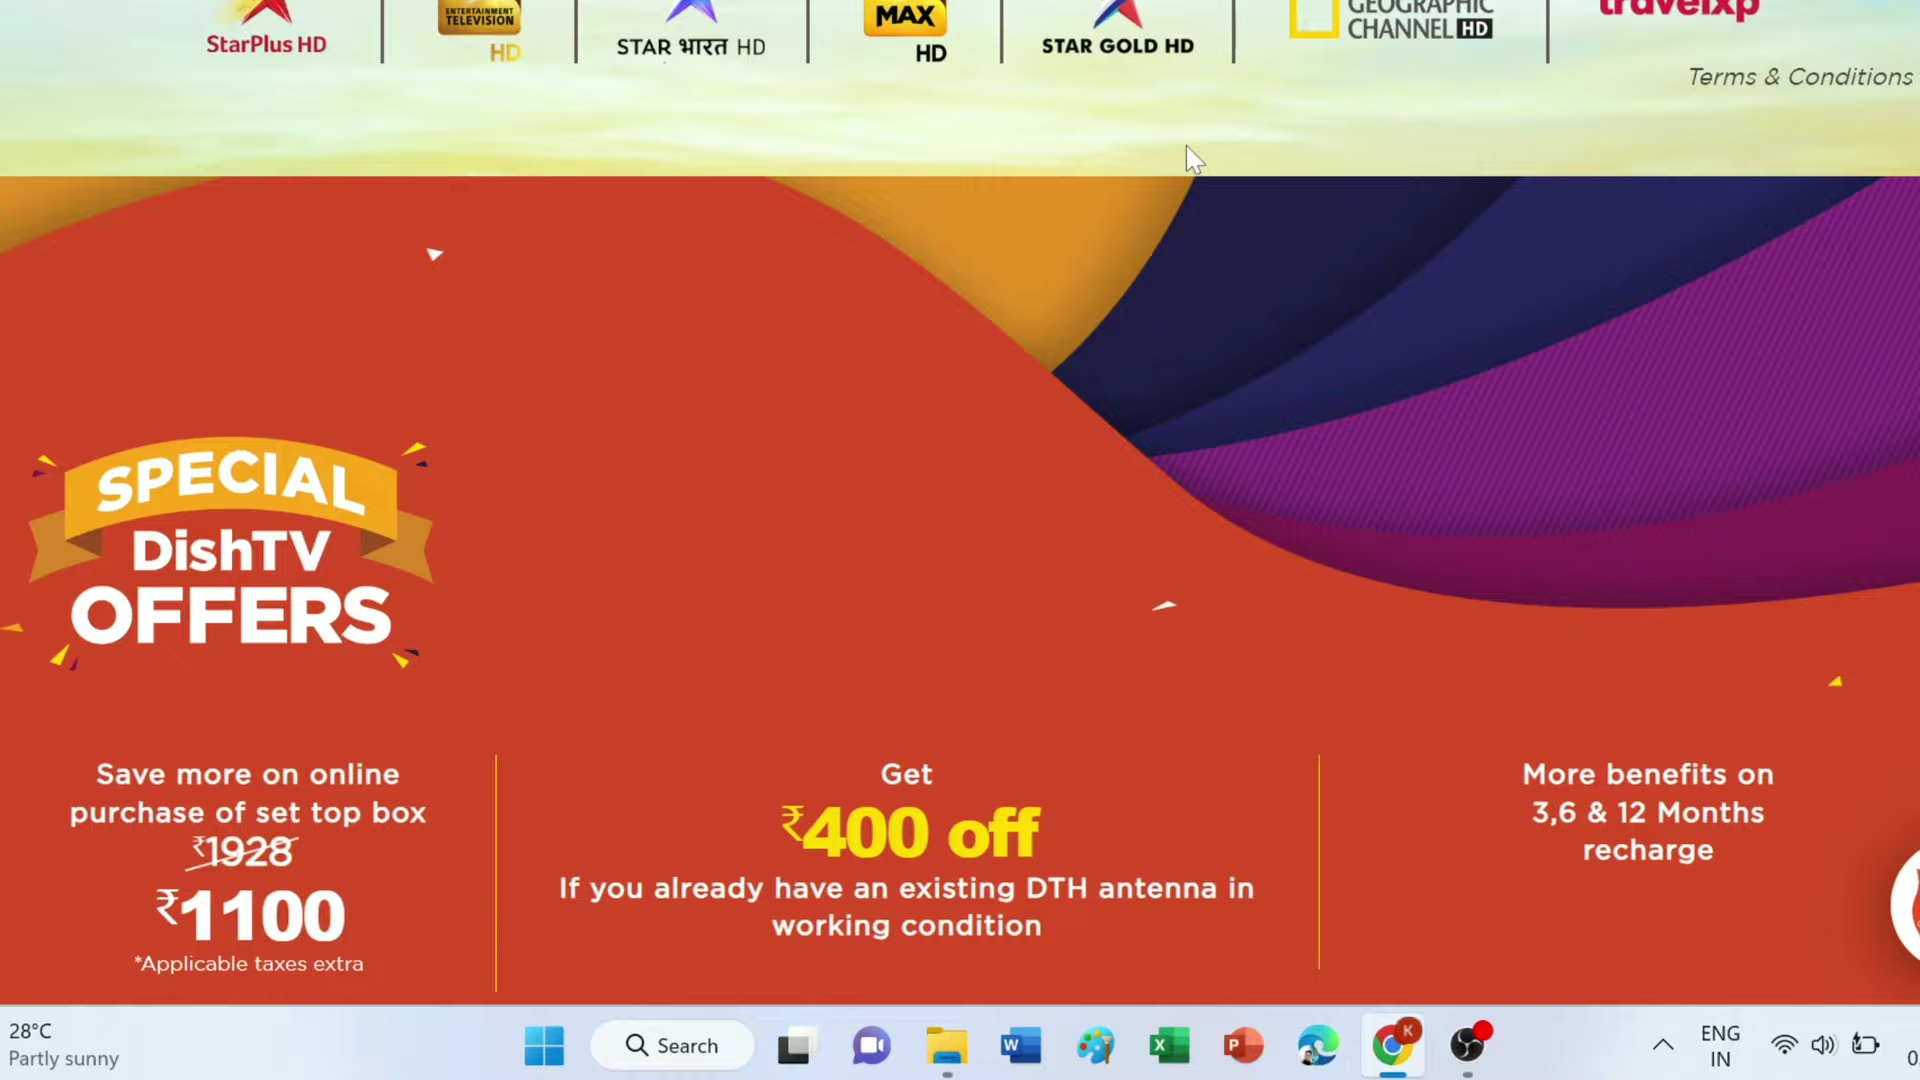 StarPlus HD
ENTERTAINMENT
TELEVISION
HD
STAR भारत HD
MAX
HD
STAR GOLD HD
GEOGRAPHIC
CHANNEL HD
travelxp
Terms & Conditions
SPECIAL
DishTV
OFFERS
Save more on online
purchase of set top box
₹1928
₹1100
*Applicable taxes extra
Get
₹400 off
If you already have an existing DTH antenna in
working condition
More benefits on
3,6 & 12 Months
recharge
28°C
Partly sunny
Search
W
X
P
K
ENG
IN